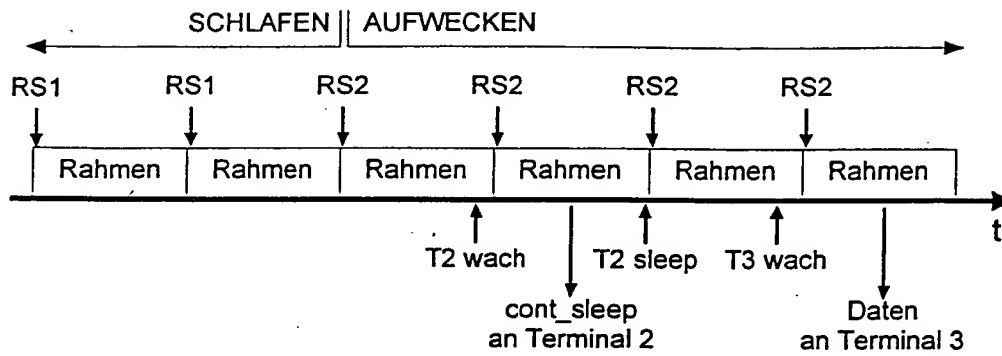 SCHLAFEN AUFWECKEN
RS1 RS1 RS2 RS2 RS2 RS2
Rahmen Rahmen Rahmen Rahmen Rahmen Rahmen
t
T2 wach T2 sleep T3 wach
cont_sleep Daten
an Terminal 2 an Terminal 3